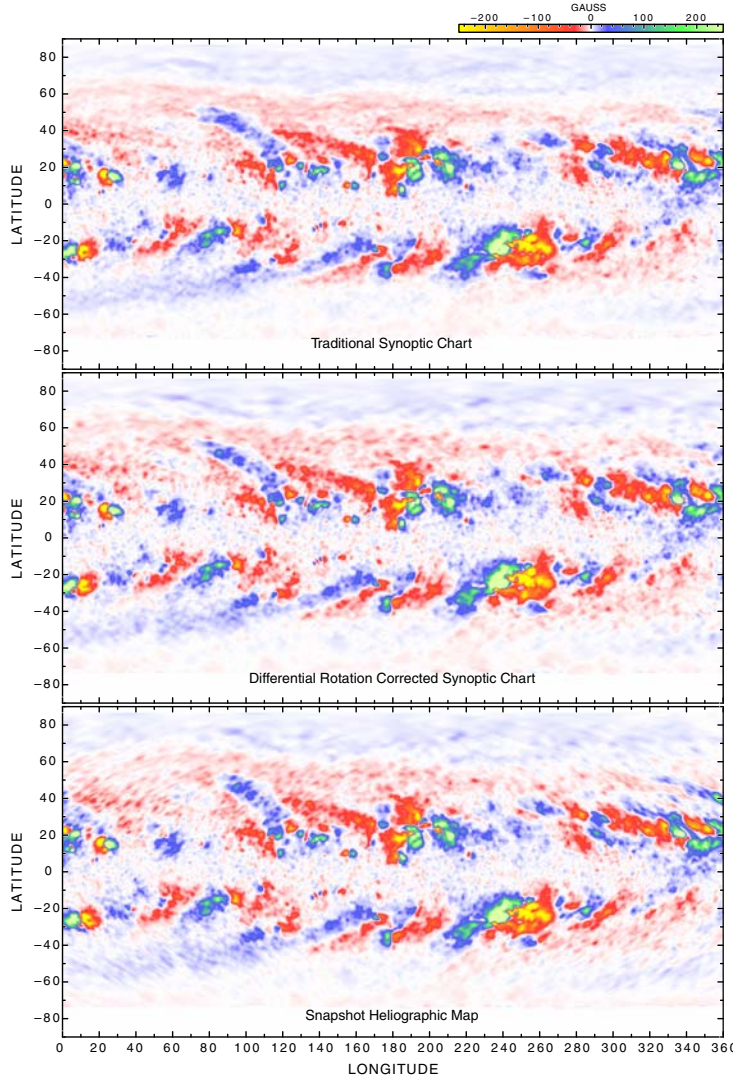 GAUSS
−200 −100 0 100 200
80
60
40
20
0
−20
−40
−60
−80
LATITUDE
Traditional Synoptic Chart
80
60
40
20
0
−20
−40
−60
−80
LATITUDE
Differential Rotation Corrected Synoptic Chart
80
60
40
20
0
−20
−40
−60
−80
LATITUDE
Snapshot Heliographic Map
0 20 40 60 80 100 120 140 160 180 200 220 240 260 280 300 320 340 360
LONGITUDE